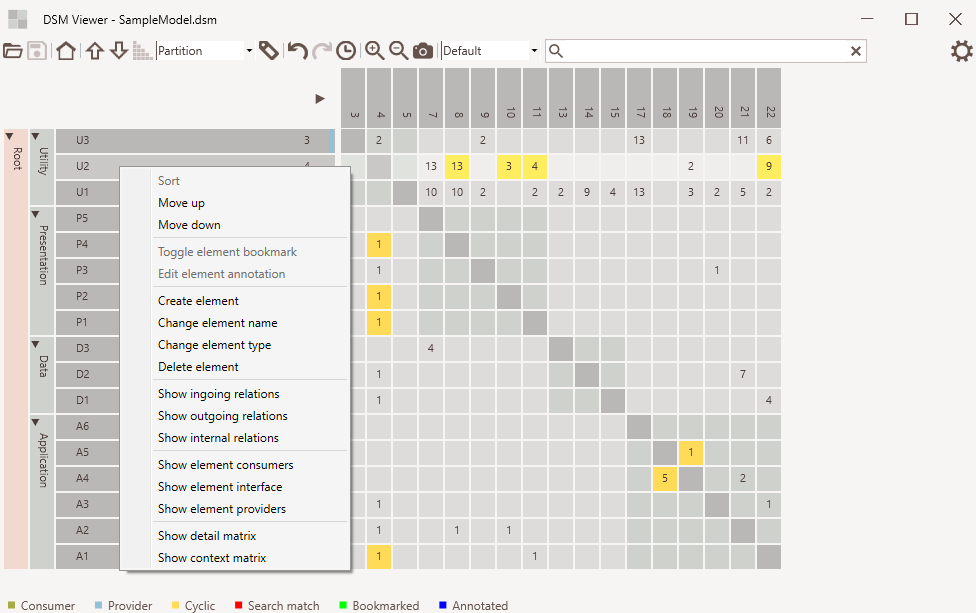 DSM Viewer - SampleModel.dsm
Partition
Default
3 4 5 7 8 9 10 11 13 14 15 17 18 19 20 21 22
Root
Utility
U3 3 2 2 13 11 6
U2 13 13 3 4 2 9
U1 10 10 2 2 2 9 4 13 3 2 5 2
Presentation
P5
P4 1
P3 1 1
P2 1
P1 1
Data
D3 4
D2 1 7
D1 1 4
Application
A6
A5 1
A4 5 2
A3 1 1
A2 1 1 1
A1 1 1
Sort
Move up
Move down
Toggle element bookmark
Edit element annotation
Create element
Change element name
Change element type
Delete element
Show ingoing relations
Show outgoing relations
Show internal relations
Show element consumers
Show element interface
Show element providers
Show detail matrix
Show context matrix
Consumer Provider Cyclic Search match Bookmarked Annotated